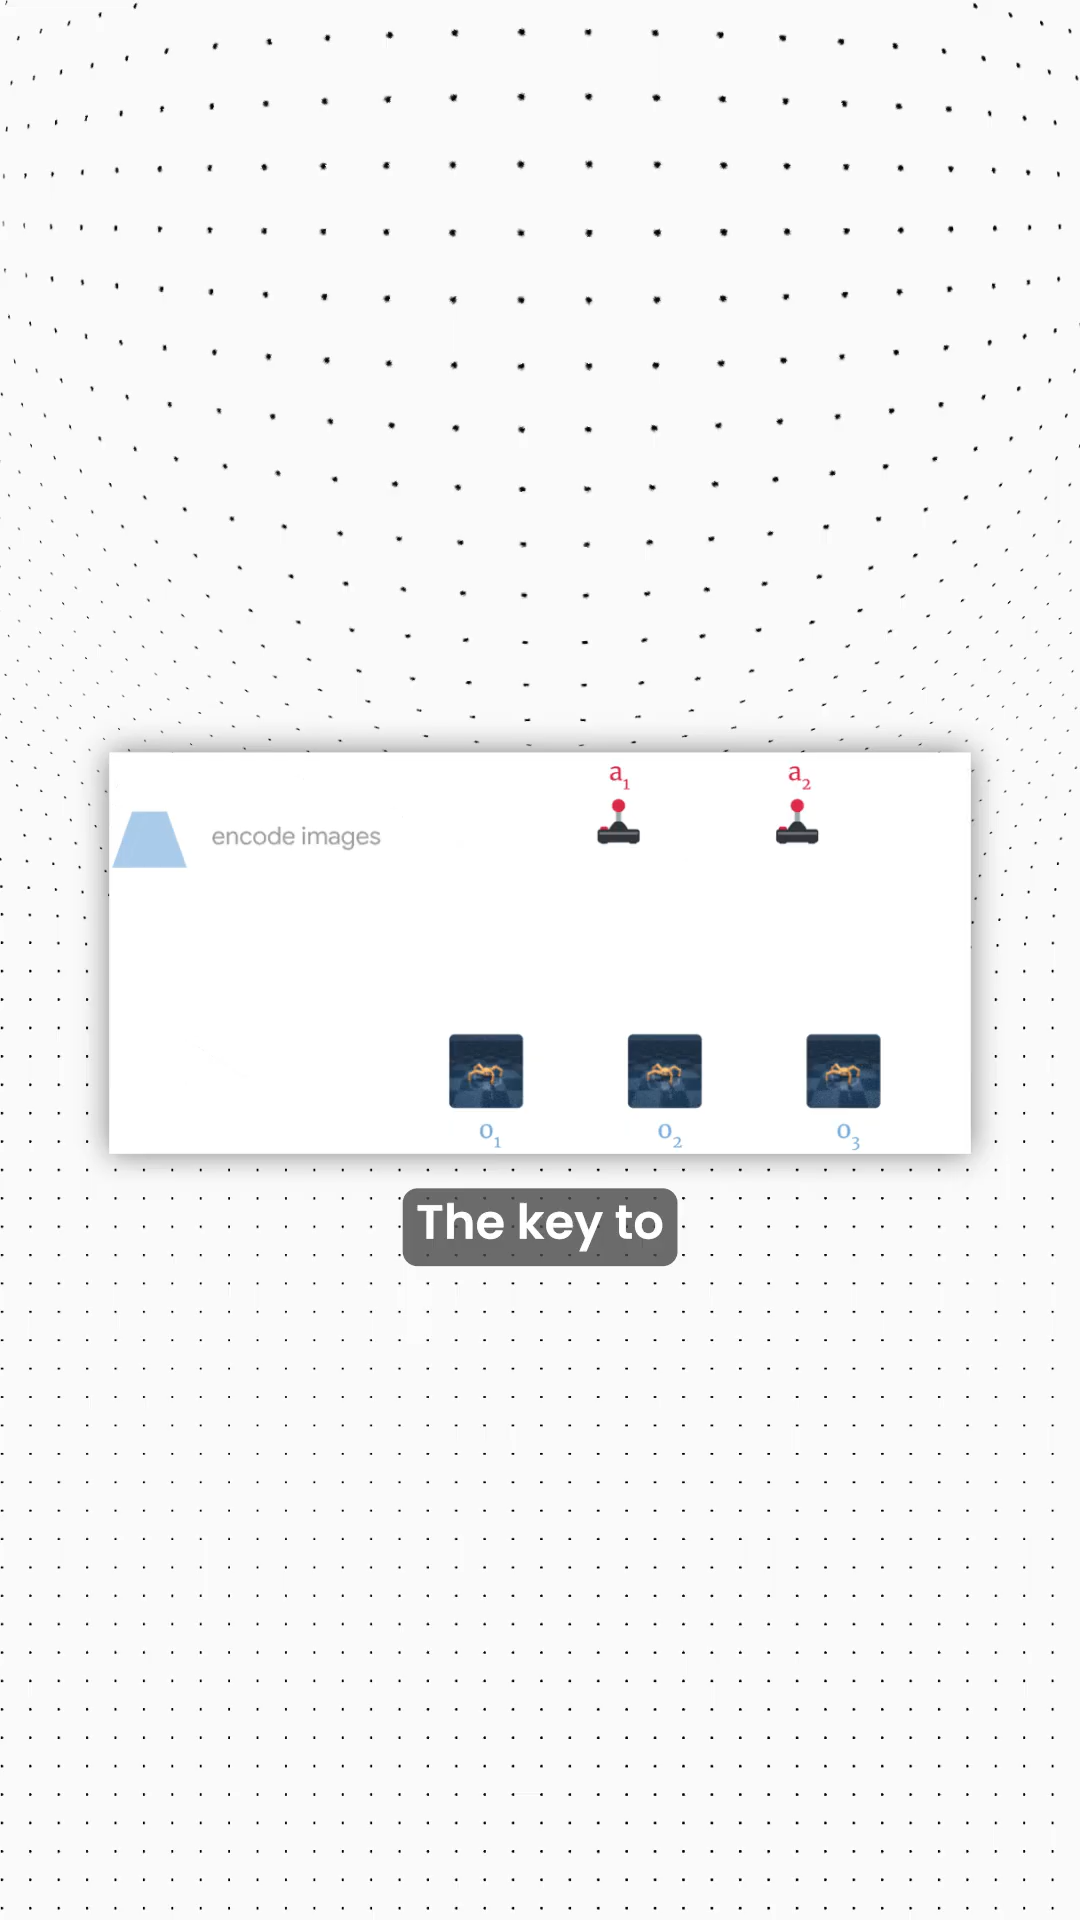 a₁ a₂
encode images
o₁ o₂ o₃
The key to